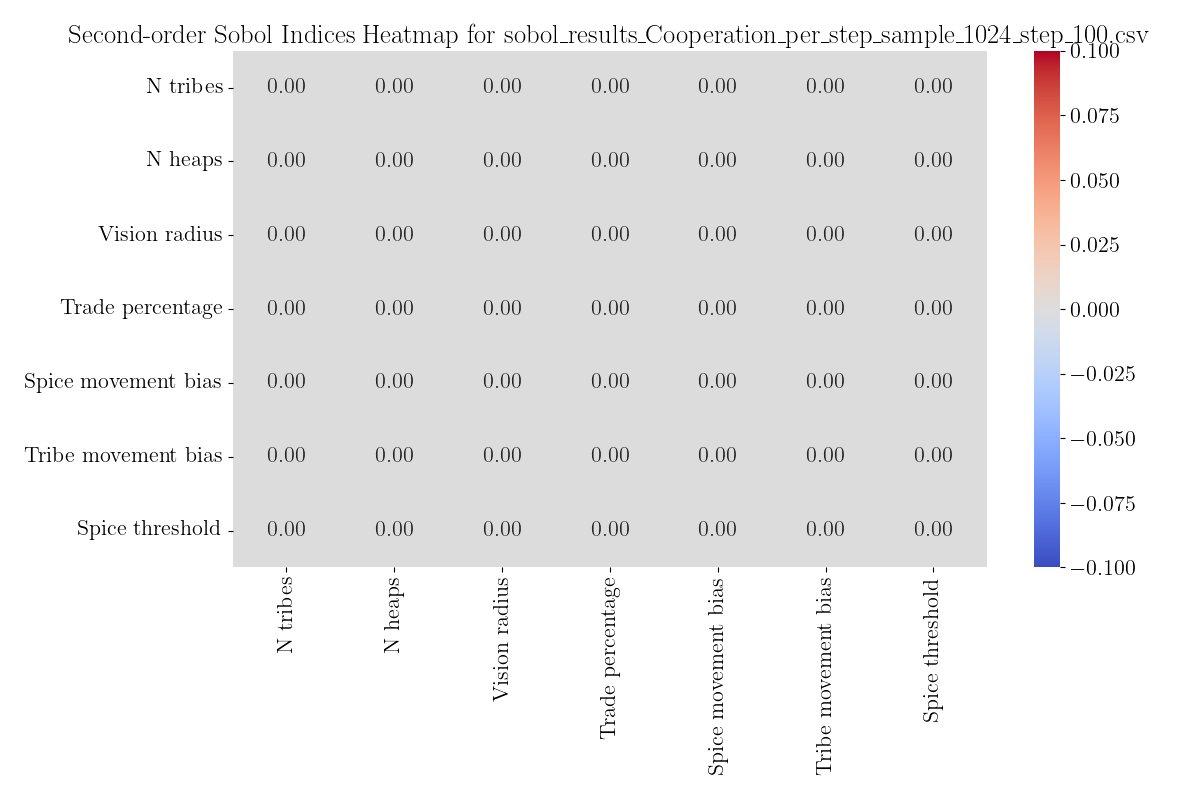 Second-order Sobol Indices Heatmap for sobol_results_Cooperation_per_step_sample_1024_step_100.csv
N tribes 0.00 0.00 0.00 0.00 0.00 0.00 0.00
N heaps 0.00 0.00 0.00 0.00 0.00 0.00 0.00
Vision radius 0.00 0.00 0.00 0.00 0.00 0.00 0.00
Trade percentage 0.00 0.00 0.00 0.00 0.00 0.00 0.00
Spice movement bias 0.00 0.00 0.00 0.00 0.00 0.00 0.00
Tribe movement bias 0.00 0.00 0.00 0.00 0.00 0.00 0.00
Spice threshold 0.00 0.00 0.00 0.00 0.00 0.00 0.00
N tribes
N heaps
Vision radius
Trade percentage
Spice movement bias
Tribe movement bias
Spice threshold
0.100
0.075
0.050
0.025
0.000
−0.025
−0.050
−0.075
−0.100